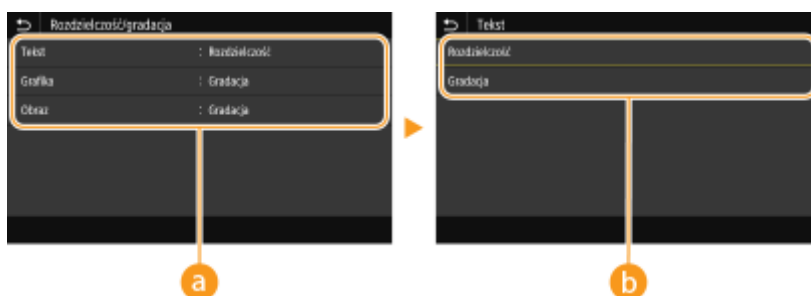 Rozdzielczość/gradacja
Tekst : Rozdzielczość
Grafika : Gradacja
Obraz : Gradacja
a
Tekst
Rozdzielczość
Gradacja
b